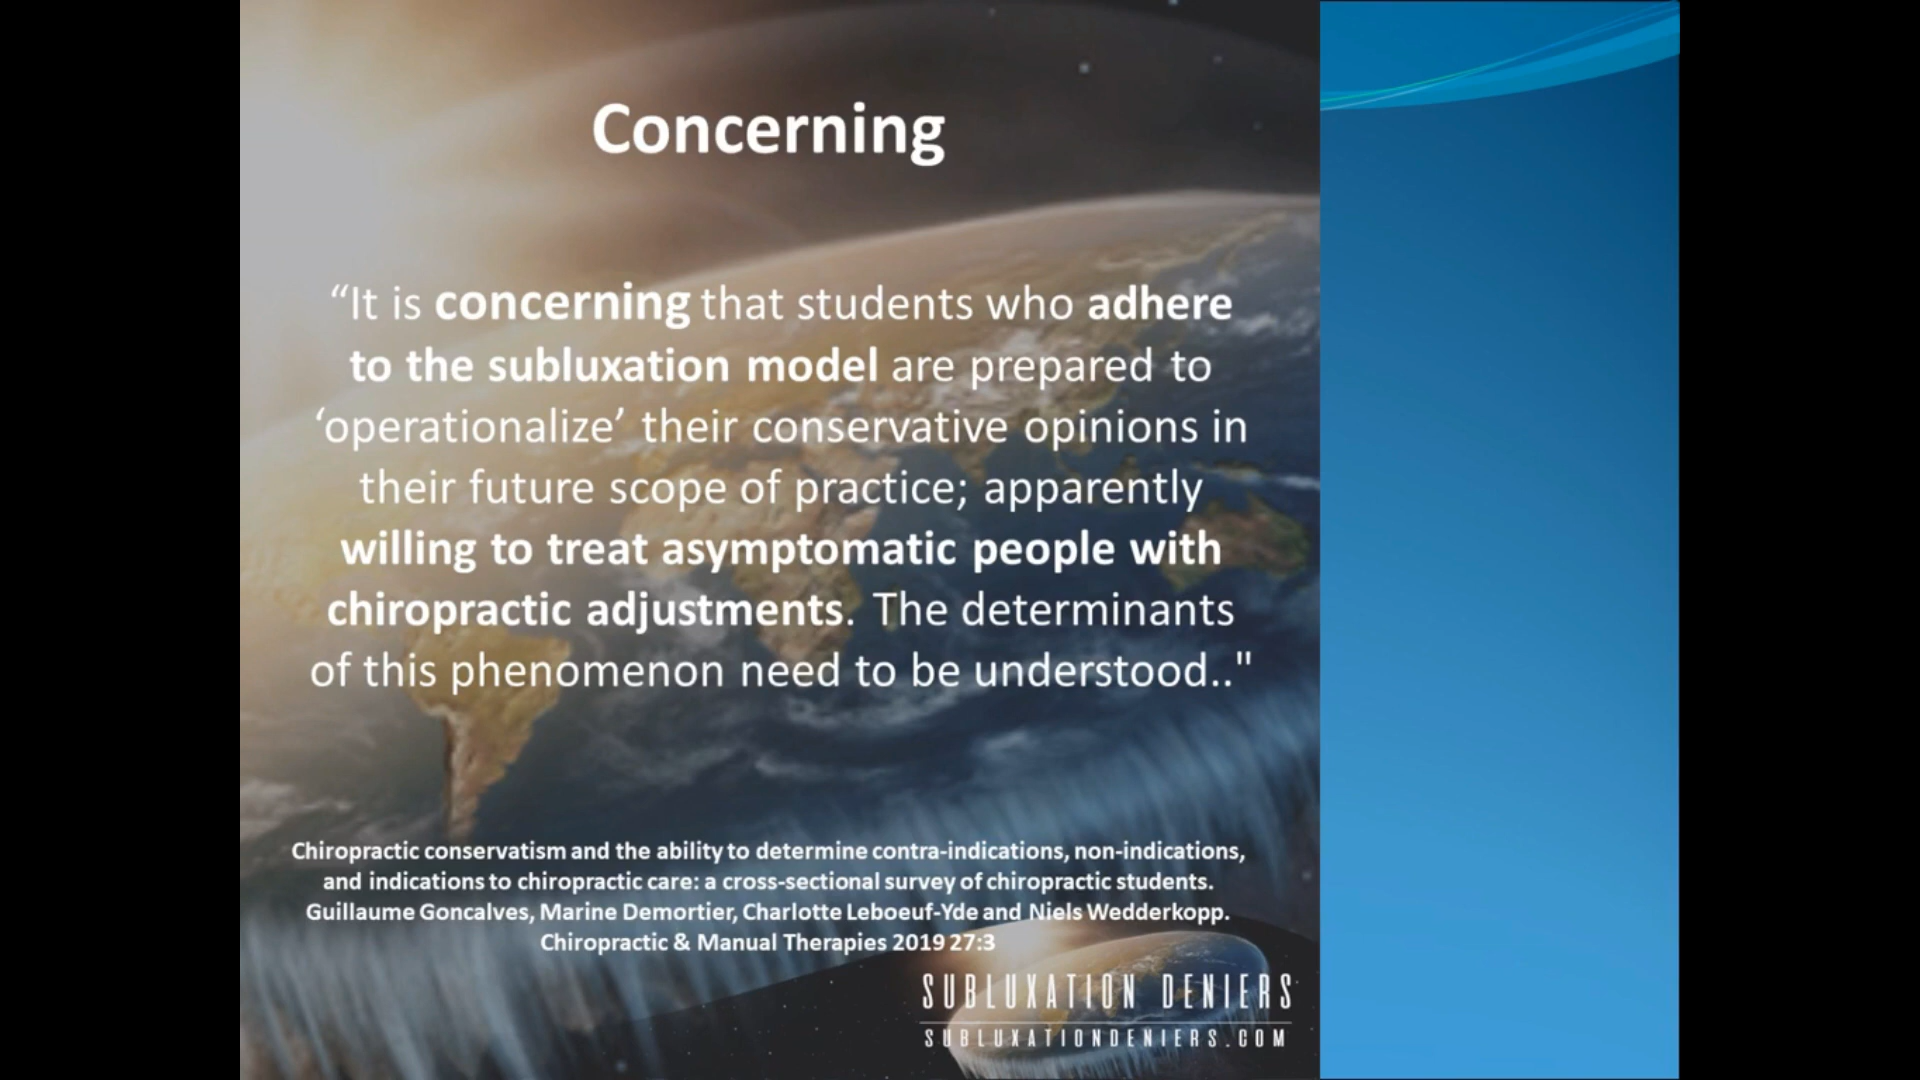 Concerning
“It is concerning that students who adhere
to the subluxation model are prepared to
‘operationalize’ their conservative opinions in
their future scope of practice; apparently
willing to treat asymptomatic people with
chiropractic adjustments. The determinants
of this phenomenon need to be understood.."
Chiropractic conservatism and the ability to determine contra-indications, non-indications,
and indications to chiropractic care: a cross-sectional survey of chiropractic students.
Guillaume Goncalves, Marine Demortier, Charlotte Leboeuf-Yde and Niels Wedderkopp.
Chiropractic & Manual Therapies 2019 27:3
SUBLUXATION DENIERS
SUBLUXATIONDENIERS.COM